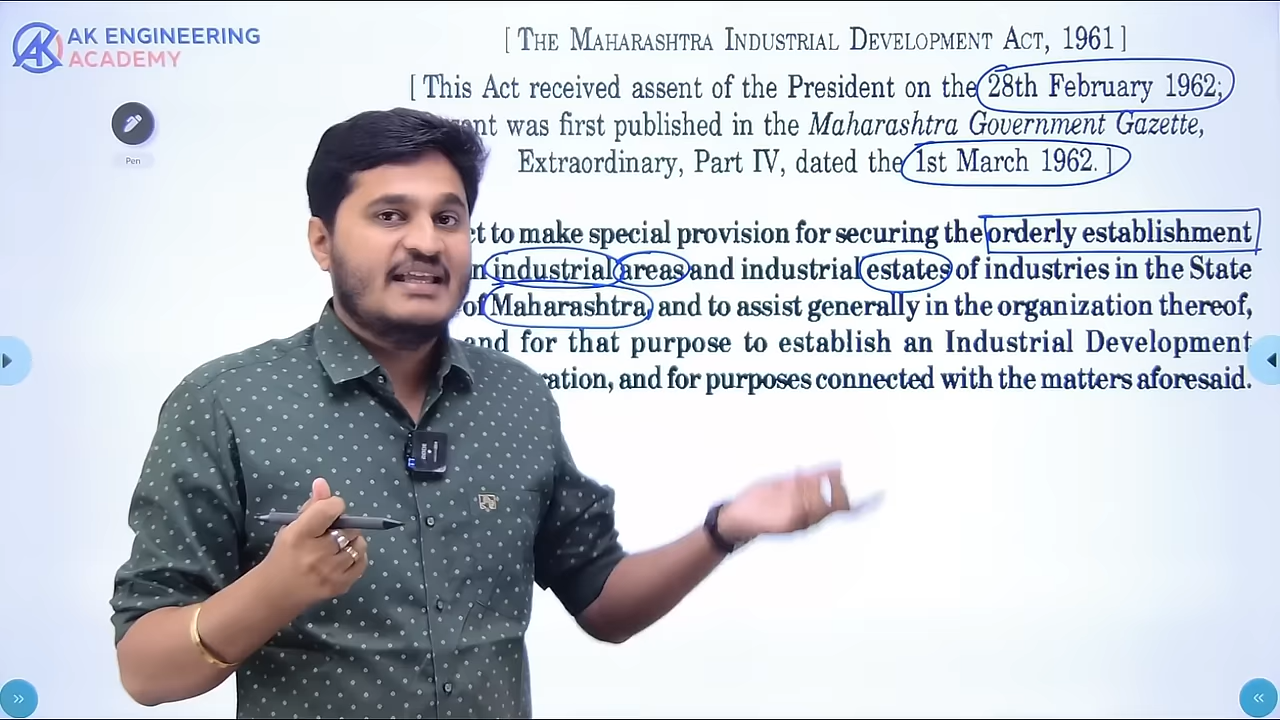 AK ENGINEERING
ACADEMY
Pen
[ THE MAHARASHTRA INDUSTRIAL DEVELOPMENT ACT, 1961 ]
[ This Act received assent of the President on the 28th February 1962;
was first published in the Maharashtra Government Gazette,
Extraordinary, Part IV, dated the 1st March 1962. ]
to make special provision for securing the orderly establishment
industrial areas and industrial estates of industries in the State
of Maharashtra, and to assist generally in the organization thereof,
and for that purpose to establish an Industrial Development
and for purposes connected with the matters aforesaid.